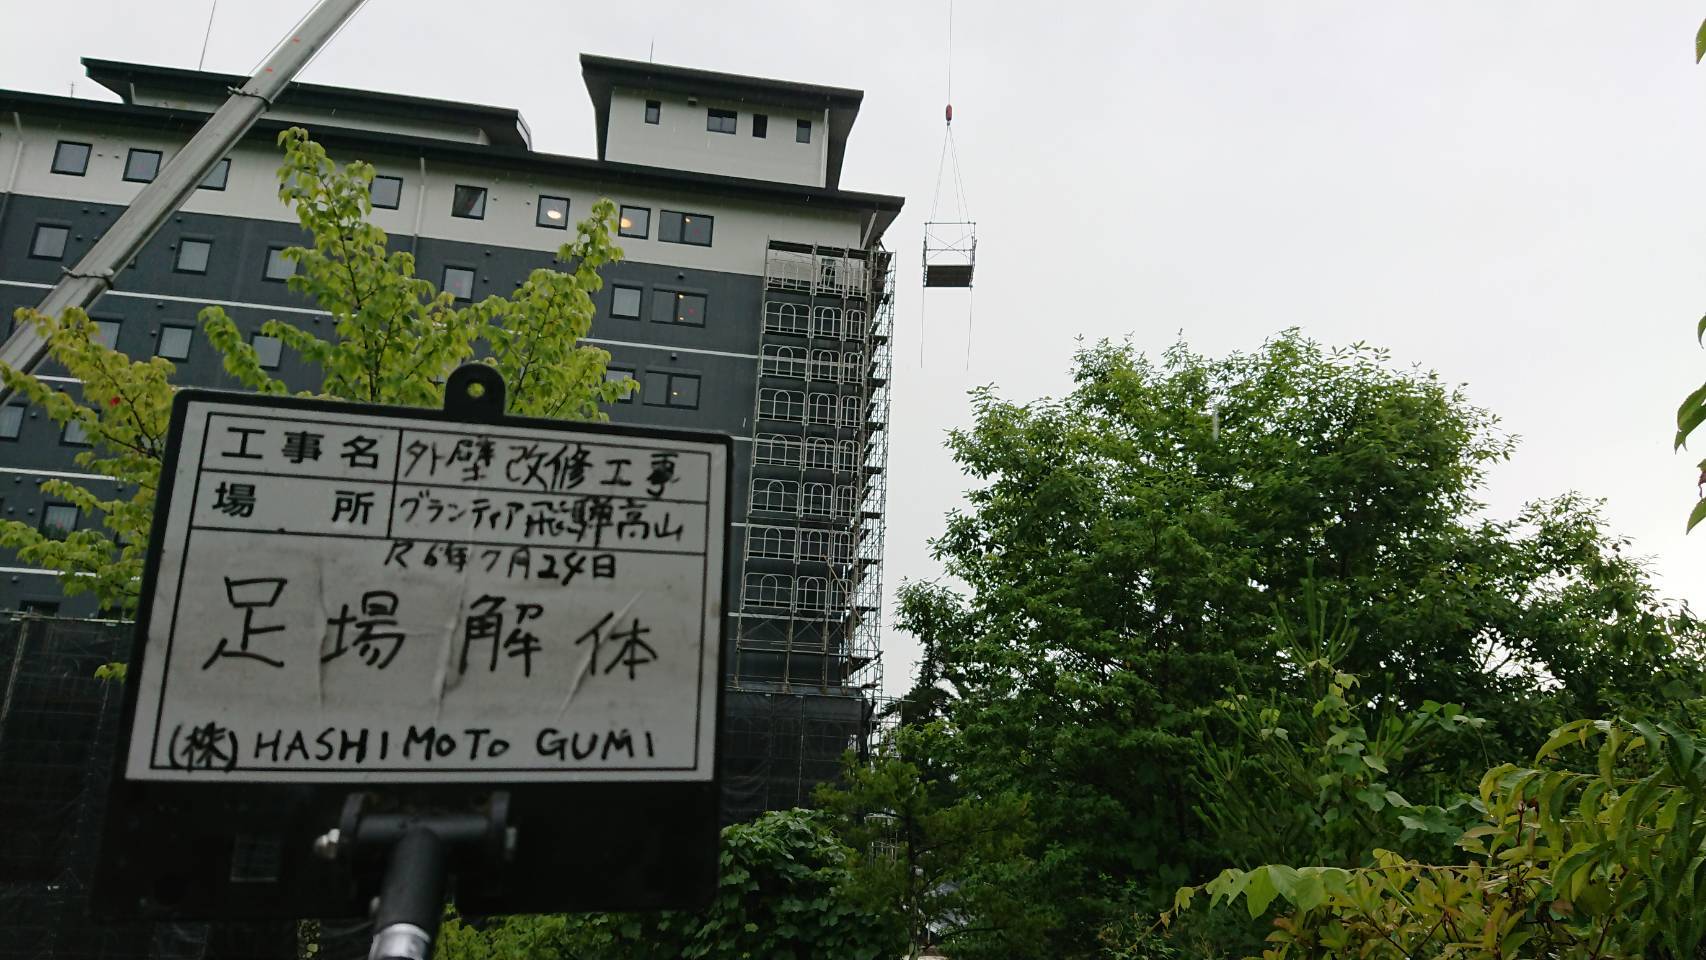 工事名 外壁改修工事
場所 グランティア飛騨高山
R6年7月24日
足場解体
(株)HASHIMOTO GUMI